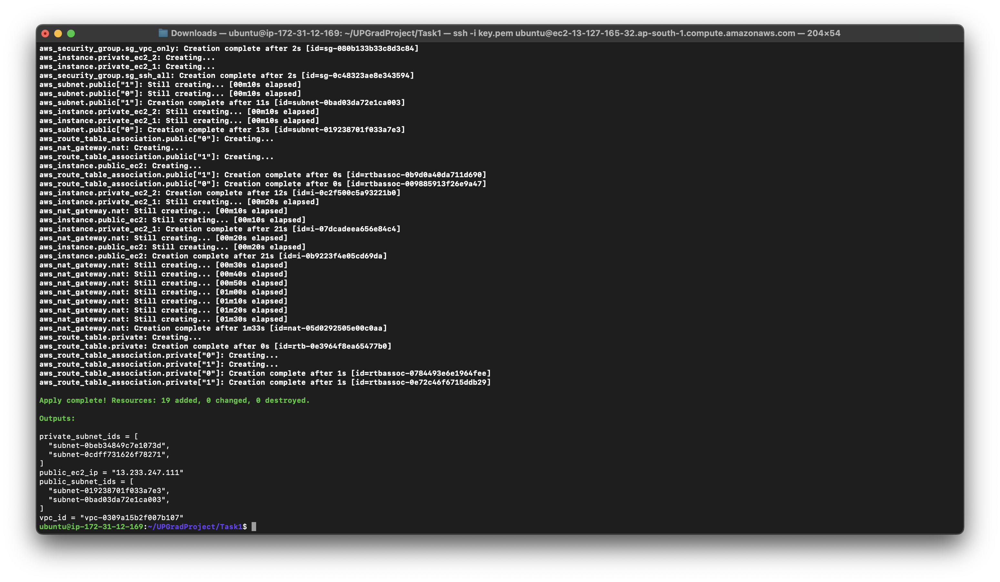 Downloads — ubuntu@ip-172-31-12-169: ~/UPGradProject/Task1 — ssh -i key.pem ubuntu@ec2-13-127-165-32.ap-south-1.compute.amazonaws.com — 204×54
aws_security_group.sg_vpc_only: Creation complete after 2s [id=sg-080b133b33c8d3c84]
aws_instance.private_ec2_2: Creating...
aws_instance.private_ec2_1: Creating...
aws_security_group.sg_ssh_all: Creation complete after 2s [id=sg-0c48323ae8e343594]
aws_subnet.public["1"]: Still creating... [00m10s elapsed]
aws_subnet.public["0"]: Still creating... [00m10s elapsed]
aws_subnet.public["1"]: Creation complete after 11s [id=subnet-0bad03da72e1ca003]
aws_instance.private_ec2_2: Still creating... [00m10s elapsed]
aws_instance.private_ec2_1: Still creating... [00m10s elapsed]
aws_subnet.public["0"]: Creation complete after 13s [id=subnet-019238701f033a7e3]
aws_route_table_association.public["0"]: Creating...
aws_nat_gateway.nat: Creating...
aws_route_table_association.public["1"]: Creating...
aws_instance.public_ec2: Creating...
aws_route_table_association.public["1"]: Creation complete after 0s [id=rtbassoc-0b9d0a40da711d690]
aws_route_table_association.public["0"]: Creation complete after 0s [id=rtbassoc-009885913f26e9a47]
aws_instance.private_ec2_2: Creation complete after 12s [id=i-0c2f500c5a93221b0]
aws_instance.private_ec2_1: Still creating... [00m20s elapsed]
aws_nat_gateway.nat: Still creating... [00m10s elapsed]
aws_instance.public_ec2: Still creating... [00m10s elapsed]
aws_instance.private_ec2_1: Creation complete after 21s [id=i-07dcadeea656e84c4]
aws_nat_gateway.nat: Still creating... [00m20s elapsed]
aws_instance.public_ec2: Still creating... [00m20s elapsed]
aws_instance.public_ec2: Creation complete after 21s [id=i-0b9223f4e05cd69da]
aws_nat_gateway.nat: Still creating... [00m30s elapsed]
aws_nat_gateway.nat: Still creating... [00m40s elapsed]
aws_nat_gateway.nat: Still creating... [00m50s elapsed]
aws_nat_gateway.nat: Still creating... [01m00s elapsed]
aws_nat_gateway.nat: Still creating... [01m10s elapsed]
aws_nat_gateway.nat: Still creating... [01m20s elapsed]
aws_nat_gateway.nat: Still creating... [01m30s elapsed]
aws_nat_gateway.nat: Creation complete after 1m33s [id=nat-05d0292505e00c0aa]
aws_route_table.private: Creating...
aws_route_table.private: Creation complete after 0s [id=rtb-0e3964f8ea65477b0]
aws_route_table_association.private["0"]: Creating...
aws_route_table_association.private["1"]: Creating...
aws_route_table_association.private["0"]: Creation complete after 1s [id=rtbassoc-0784493e6e1964fee]
aws_route_table_association.private["1"]: Creation complete after 1s [id=rtbassoc-0e72c46f6715ddb29]
Apply complete! Resources: 19 added, 0 changed, 0 destroyed.
Outputs:
private_subnet_ids = [
  "subnet-0beb34849c7e1073d",
  "subnet-0cdff731626f78271",
]
public_ec2_ip = "13.233.247.111"
public_subnet_ids = [
  "subnet-019238701f033a7e3",
  "subnet-0bad03da72e1ca003",
]
vpc_id = "vpc-0309a15b2f007b107"
ubuntu@ip-172-31-12-169:~/UPGradProject/Task1$